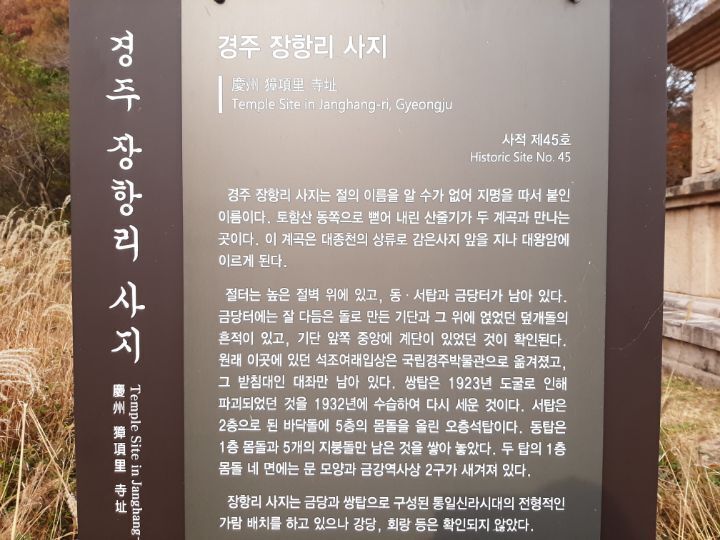 경주 장항리 사지
慶州 獐項里 寺址
Temple Site in Janghang-
경주 장항리 사지
慶州 獐項里 寺址
Temple Site in Janghang-ri, Gyeongju
사적 제45호
Historic Site No. 45
경주 장항리 사지는 절의 이름을 알 수가 없어 지명을 따서 붙인
이름이다. 토함산 동쪽으로 뻗어 내린 산줄기가 두 계곡과 만나는
곳이다. 이 계곡은 대종천의 상류로 감은사지 앞을 지나 대왕암에
이르게 된다.
절터는 높은 절벽 위에 있고, 동 · 서탑과 금당터가 남아 있다.
금당터에는 잘 다듬은 돌로 만든 기단과 그 위에 얹었던 덮개돌의
흔적이 있고, 기단 앞쪽 중앙에 계단이 있었던 것이 확인된다.
원래 이곳에 있던 석조여래입상은 국립경주박물관으로 옮겨졌고,
그 받침대인 대좌만 남아 있다. 쌍탑은 1923년 도굴로 인해
파괴되었던 것을 1932년에 수습하여 다시 세운 것이다. 서탑은
2층으로 된 바닥돌에 5층의 몸돌을 올린 오층석탑이다. 동탑은
1층 몸돌과 5개의 지붕돌만 남은 것을 쌓아 놓았다. 두 탑의 1층
몸돌 네 면에는 문 모양과 금강역사상 2구가 새겨져 있다.
장항리 사지는 금당과 쌍탑으로 구성된 통일신라시대의 전형적인
가람 배치를 하고 있으나 강당, 회랑 등은 확인되지 않았다.